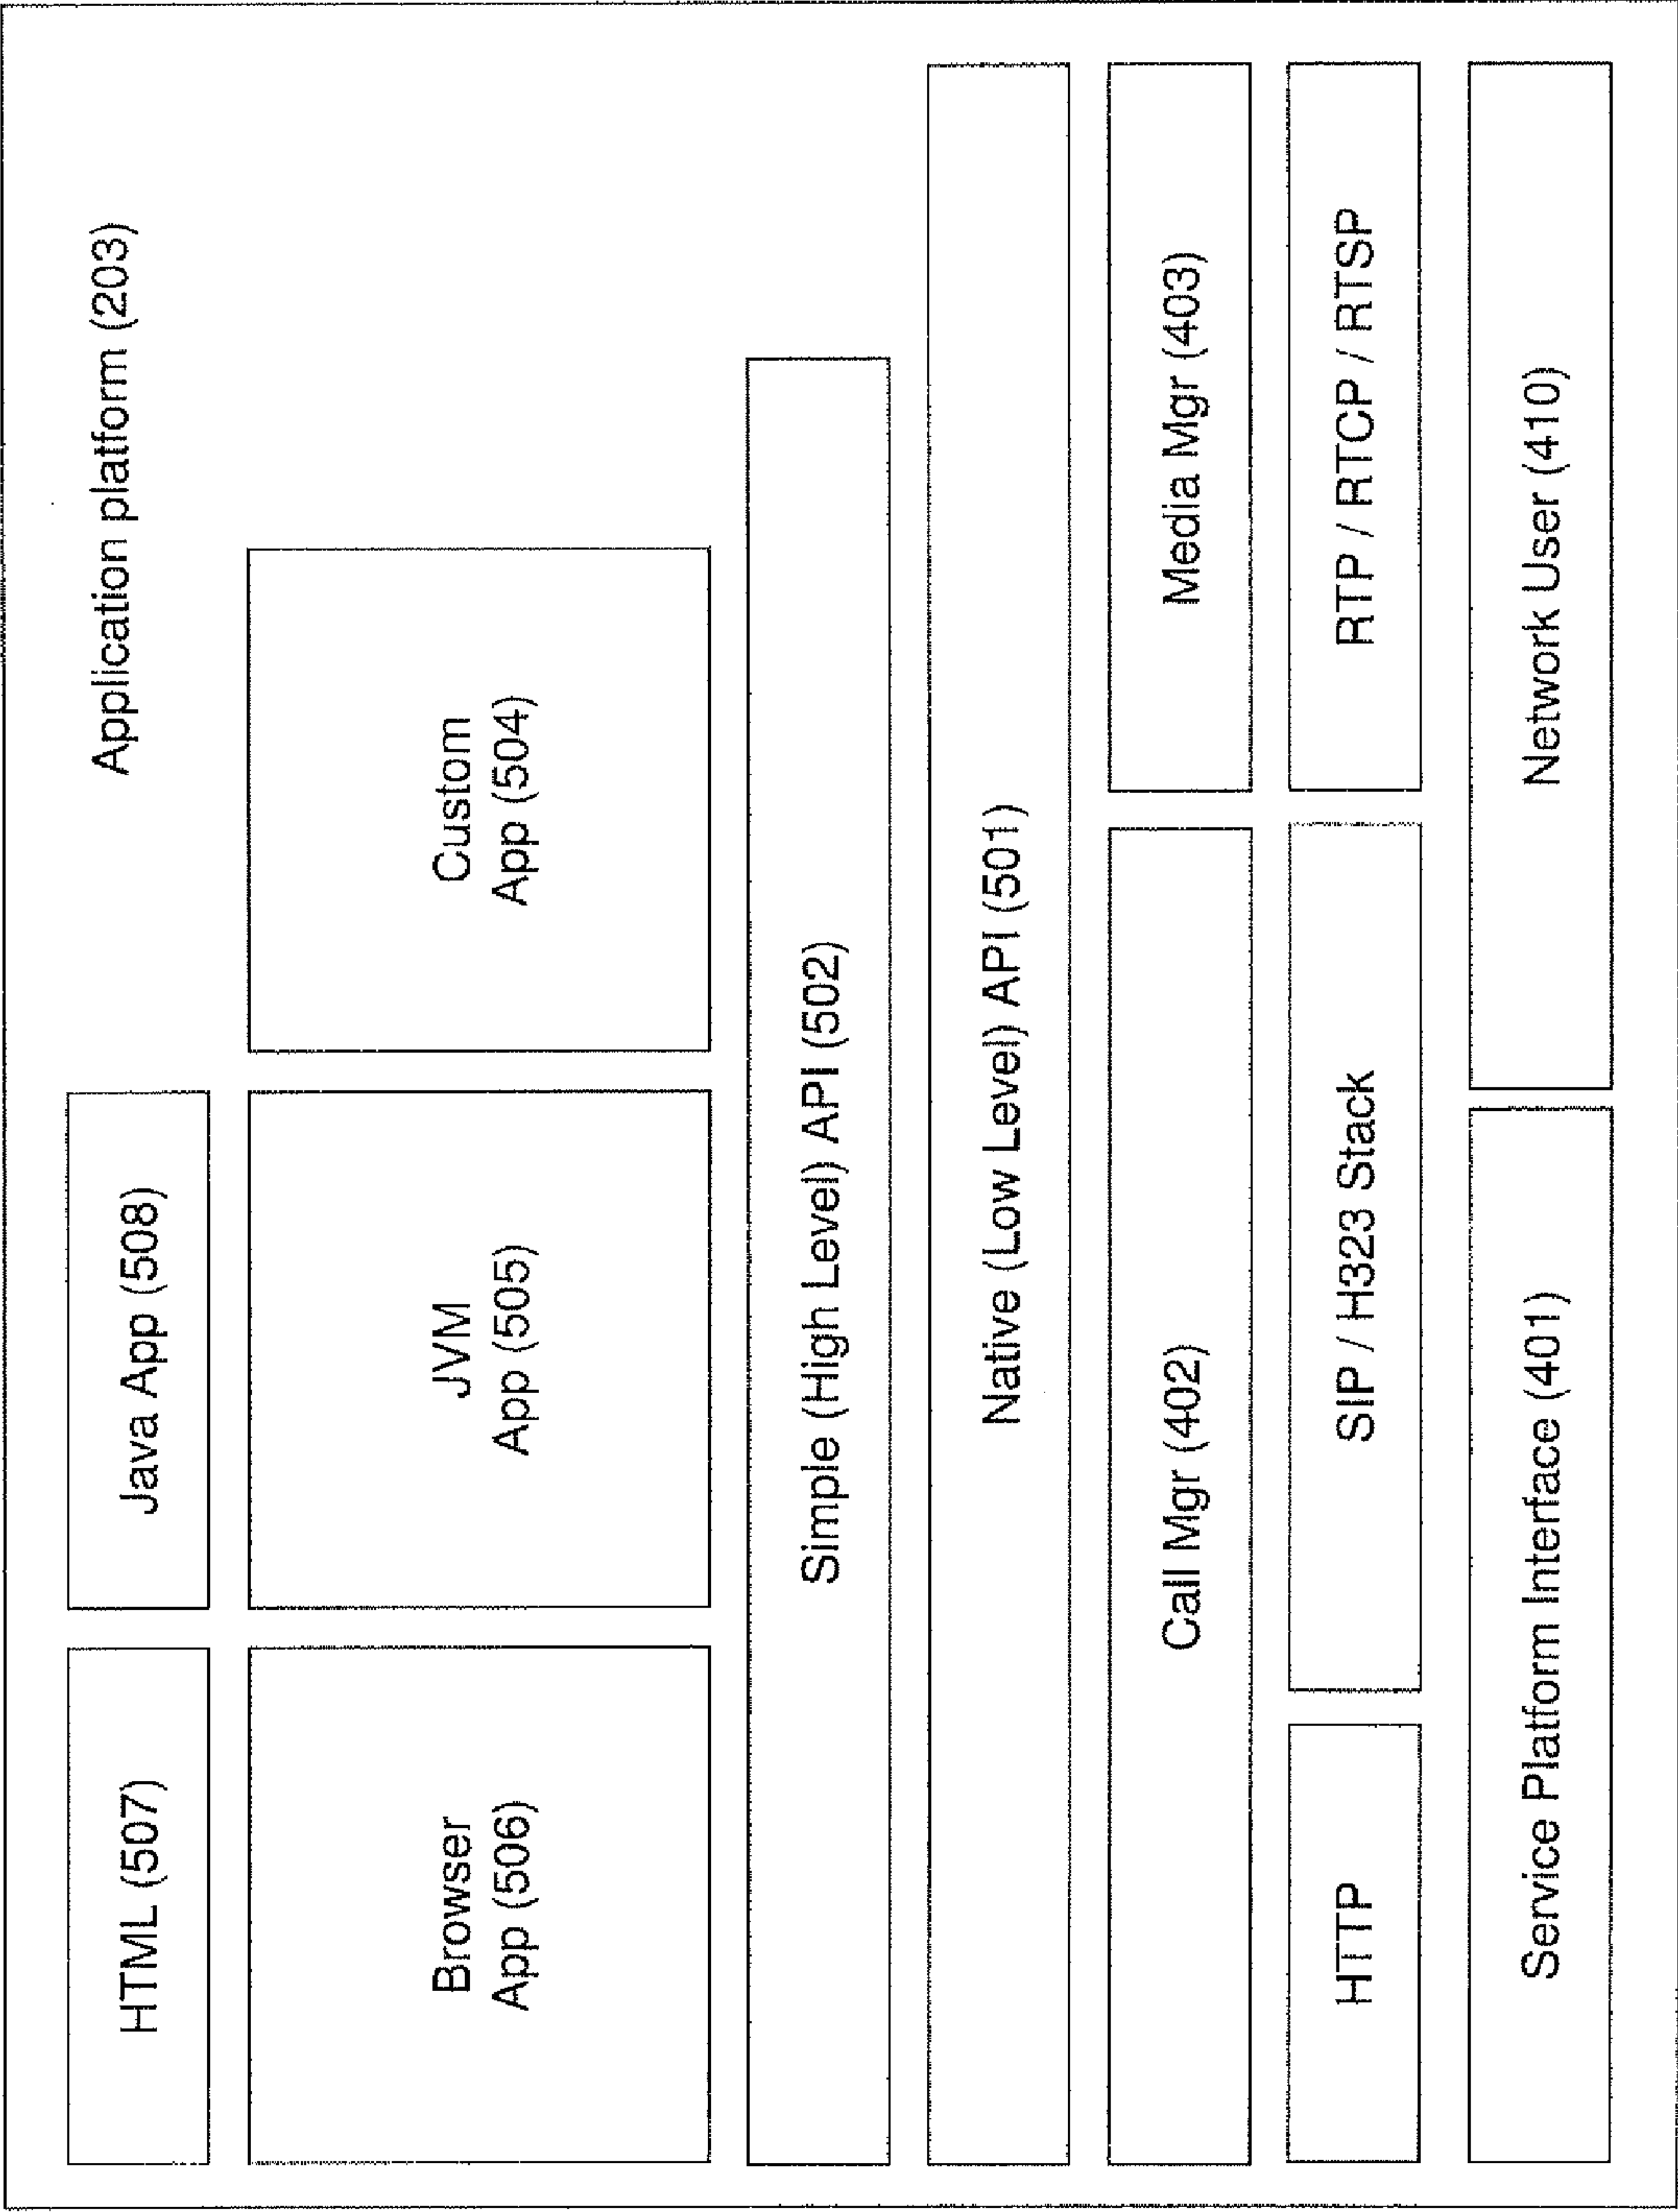 Application platform (203)
HTML (507)
Java App (508)
Browser
App (506)
JVM
App (505)
Custom
App (504)
Simple (High Level) API (502)
Native (Low Level) API (501)
Call Mgr (402)
Media Mgr (403)
HTTP
SIP / H323 Stack
RTP / RTCP / RTSP
Service Platform Interface (401)
Network User (410)